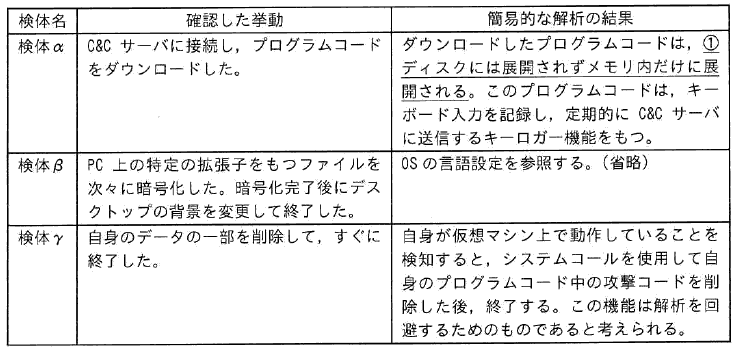 検体名 確認した挙動 簡易的な解析の結果
検体α C&C サーバに接続し，プログラムコード
をダウンロードした。
ダウンロードしたプログラムコードは，①
ディスクには展開されずメモリ内だけに展
開される。このプログラムコードは，キー
ボード入力を記録し，定期的に C&C サーバ
に送信するキーロガー機能をもつ。
検体β PC 上の特定の拡張子をもつファイルを
次々に暗号化した。暗号化完了後にデス
クトップの背景を変更して終了した。
OS の言語設定を参照する。（省略）
検体γ 自身のデータの一部を削除して，すぐに
終了した。
自身が仮想マシン上で動作していることを
検知すると，システムコールを使用して自
身のプログラムコード中の攻撃コードを削
除した後，終了する。この機能は解析を回
避するためのものであると考えられる。